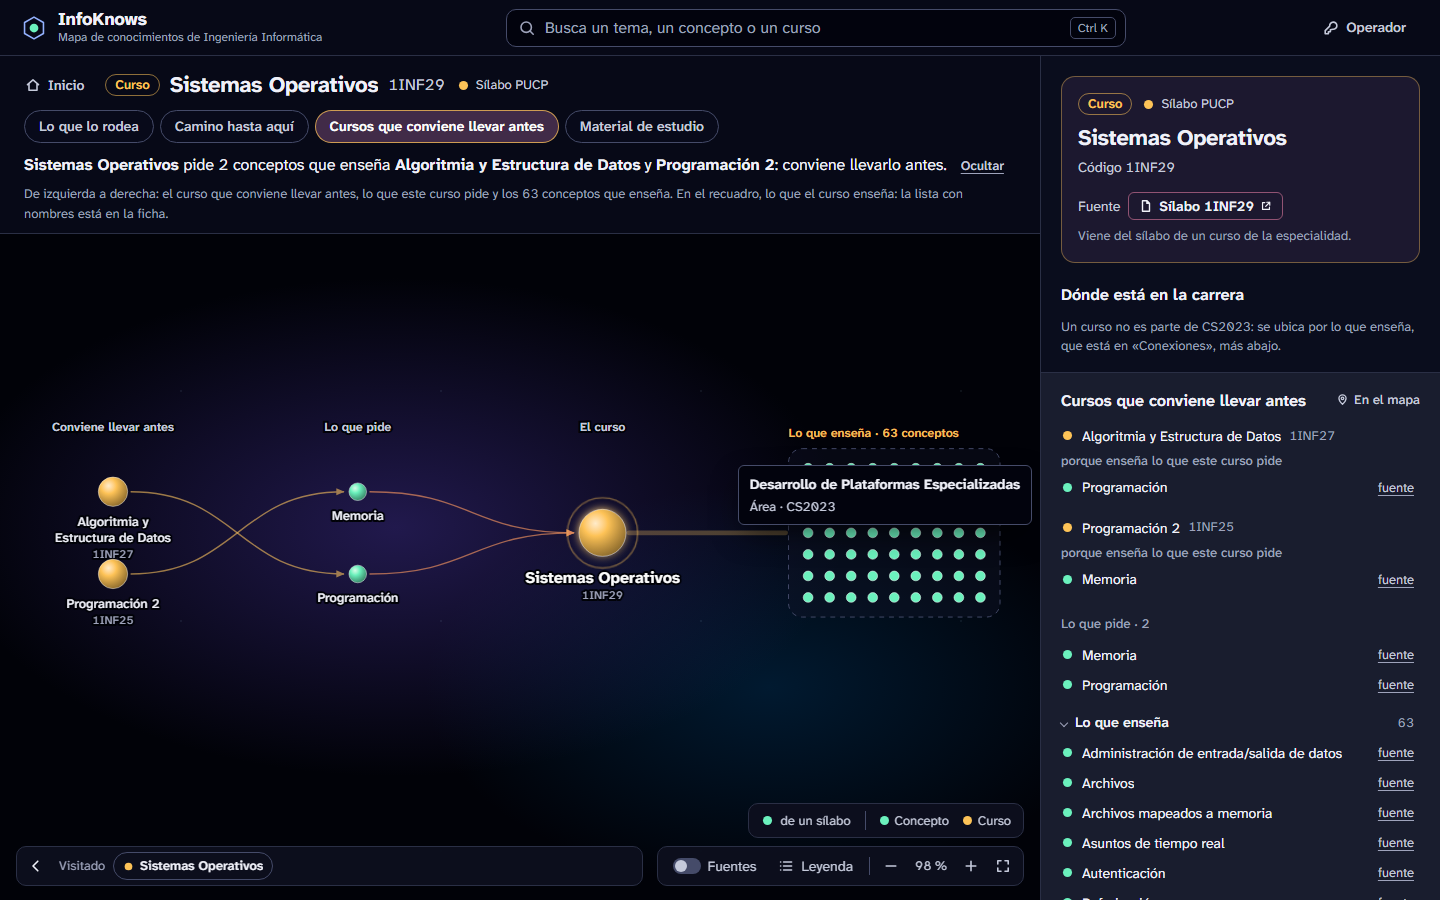 InfoKnows
Mapa de conocimientos de Ingeniería Informática
Busca un tema, un concepto o un curso
Ctrl K
Operador
Inicio
Curso
Sistemas Operativos 1INF29
Sílabo PUCP
Lo que lo rodea
Camino hasta aquí
Cursos que conviene llevar antes
Material de estudio
Sistemas Operativos pide 2 conceptos que enseña Algoritmia y Estructura de Datos y Programación 2: conviene llevarlo antes. Ocultar
De izquierda a derecha: el curso que conviene llevar antes, lo que este curso pide y los 63 conceptos que enseña. En el recuadro, lo que el curso enseña: la lista con
nombres está en la ficha.
Conviene llevar antes
Lo que pide
El curso
Lo que enseña · 63 conceptos
Algoritmia y
Estructura de Datos
1INF27
Programación 2
1INF25
Memoria
Programación
Sistemas Operativos
1INF29
Desarrollo de Plataformas Especializadas
Área · CS2023
de un sílabo
Concepto
Curso
Visitado
Sistemas Operativos
Fuentes
Leyenda
98 %
Curso
Sílabo PUCP
Sistemas Operativos
Código 1INF29
Fuente
Sílabo 1INF29
Viene del sílabo de un curso de la especialidad.
Dónde está en la carrera
Un curso no es parte de CS2023: se ubica por lo que enseña,
que está en «Conexiones», más abajo.
Cursos que conviene llevar antes
En el mapa
Algoritmia y Estructura de Datos 1INF27
porque enseña lo que este curso pide
Programación fuente
Programación 2 1INF25
porque enseña lo que este curso pide
Memoria fuente
Lo que pide · 2
Memoria fuente
Programación fuente
Lo que enseña 63
Administración de entrada/salida de datos fuente
Archivos fuente
Archivos mapeados a memoria fuente
Asuntos de tiempo real fuente
Autenticación fuente